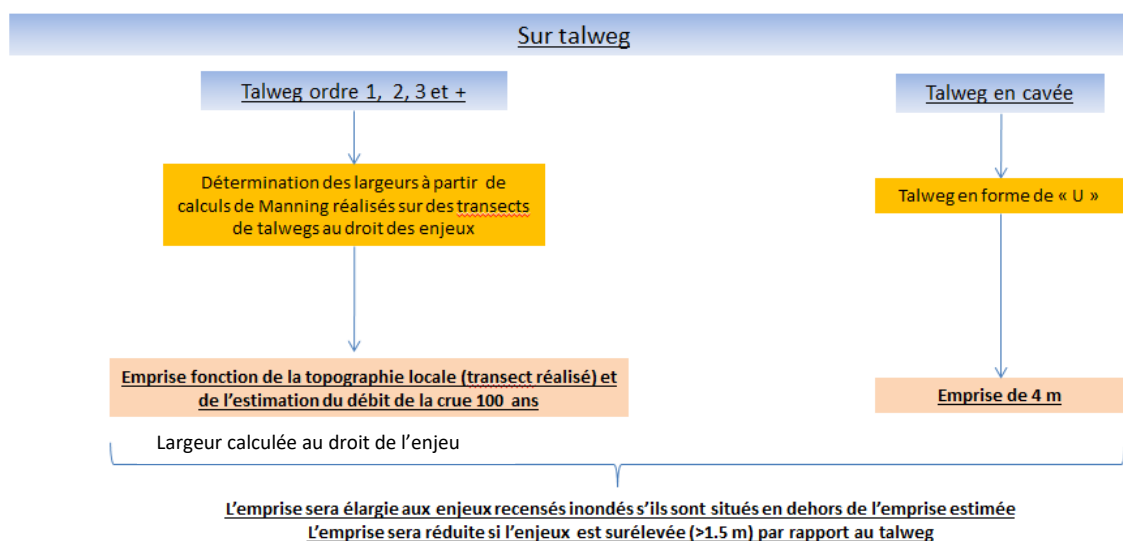 Sur talweg
Talweg ordre 1, 2, 3 et +
Talweg en cavée
Détermination des largeurs à partir de
calculs de Manning réalisés sur des transects
de talwegs au droit des enjeux
Talweg en forme de « U »
Emprise fonction de la topographie locale (transect réalisé) et
de l'estimation du débit de la crue 100 ans
Emprise de 4 m
Largeur calculée au droit de l'enjeu
L'emprise sera élargie aux enjeux recensés inondés s'ils sont situés en dehors de l'emprise estimée
L'emprise sera réduite si l'enjeux est surélevée (>1.5 m) par rapport au talweg